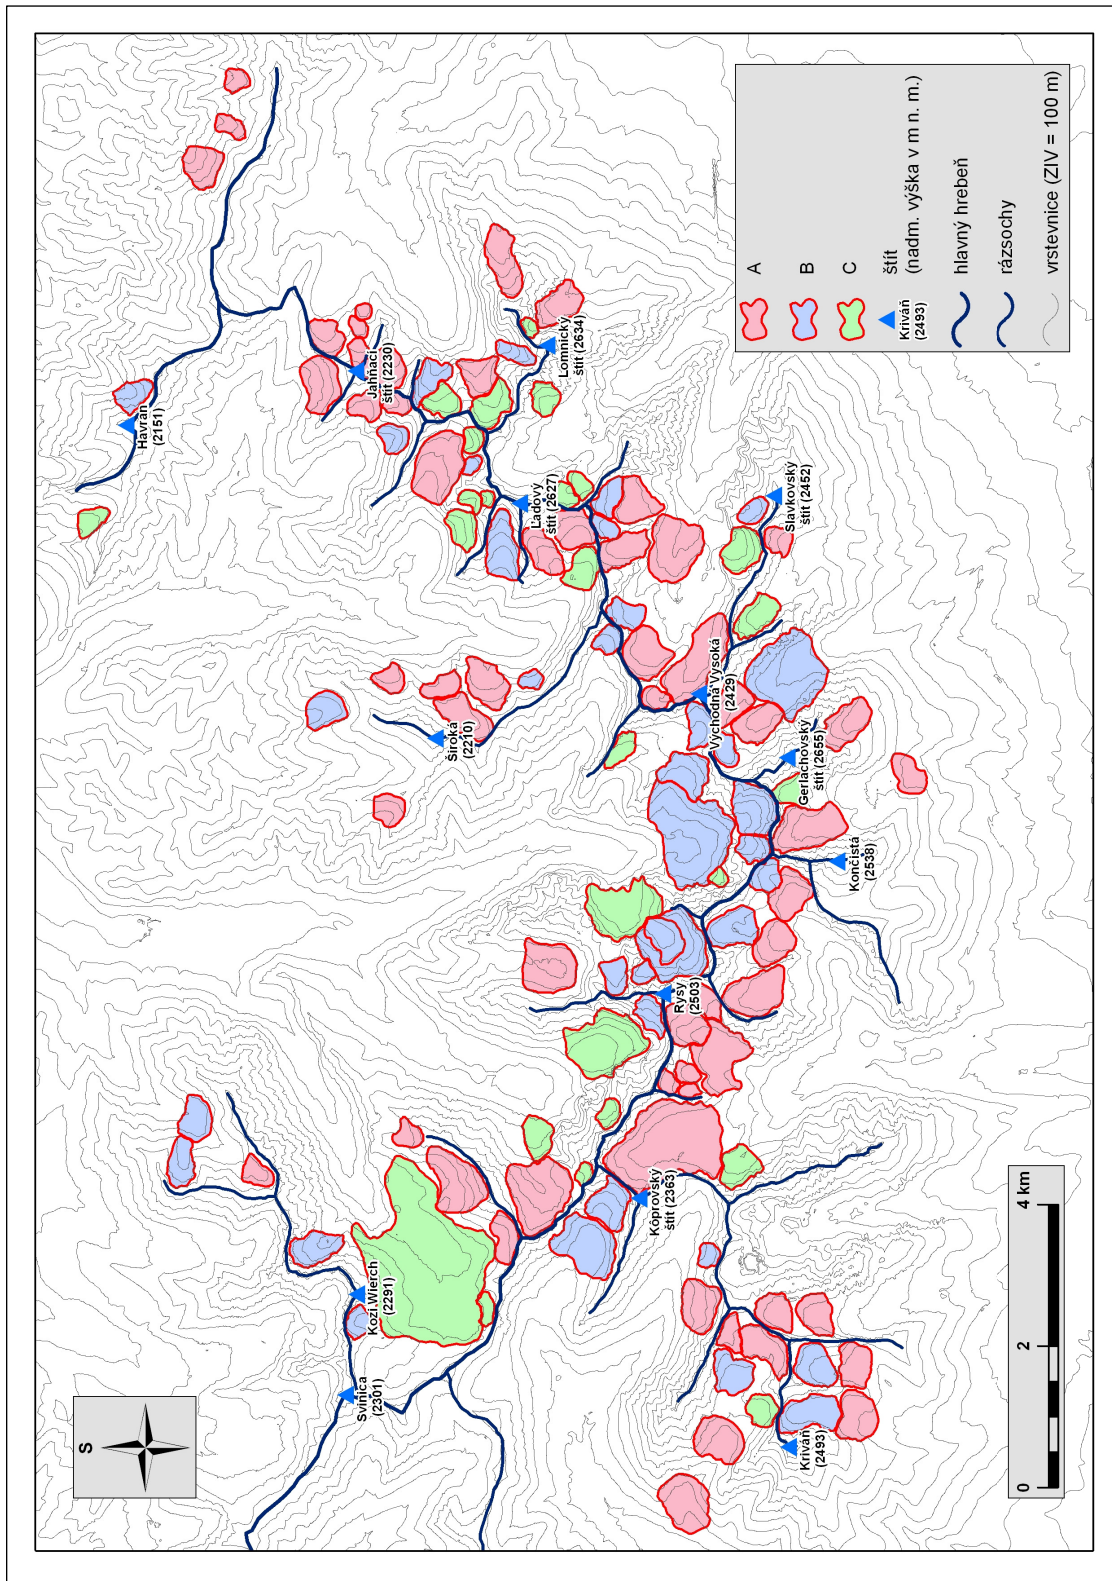 S
Havran
(2151)
Jahňací
štít (2230)
Lomnický
štít (2634)
Ľadový
štít (2627)
Široká
(2210)
Slavkovský
štít (2452)
Východná Vysoká
(2429)
Gerlachovský
štít (2655)
Končistá
(2538)
Rysy
(2503)
Kôprovský
štít (2363)
Kozi Wierch
(2291)
Svinica
(2301)
Kriváň
(2493)
A
B
C
Kriváň
(2493)
štít
(nadm. výška v m n. m.)
hlavný hrebeň
rázsochy
vrstevnice (ZIV = 100 m)
0
2
4 km